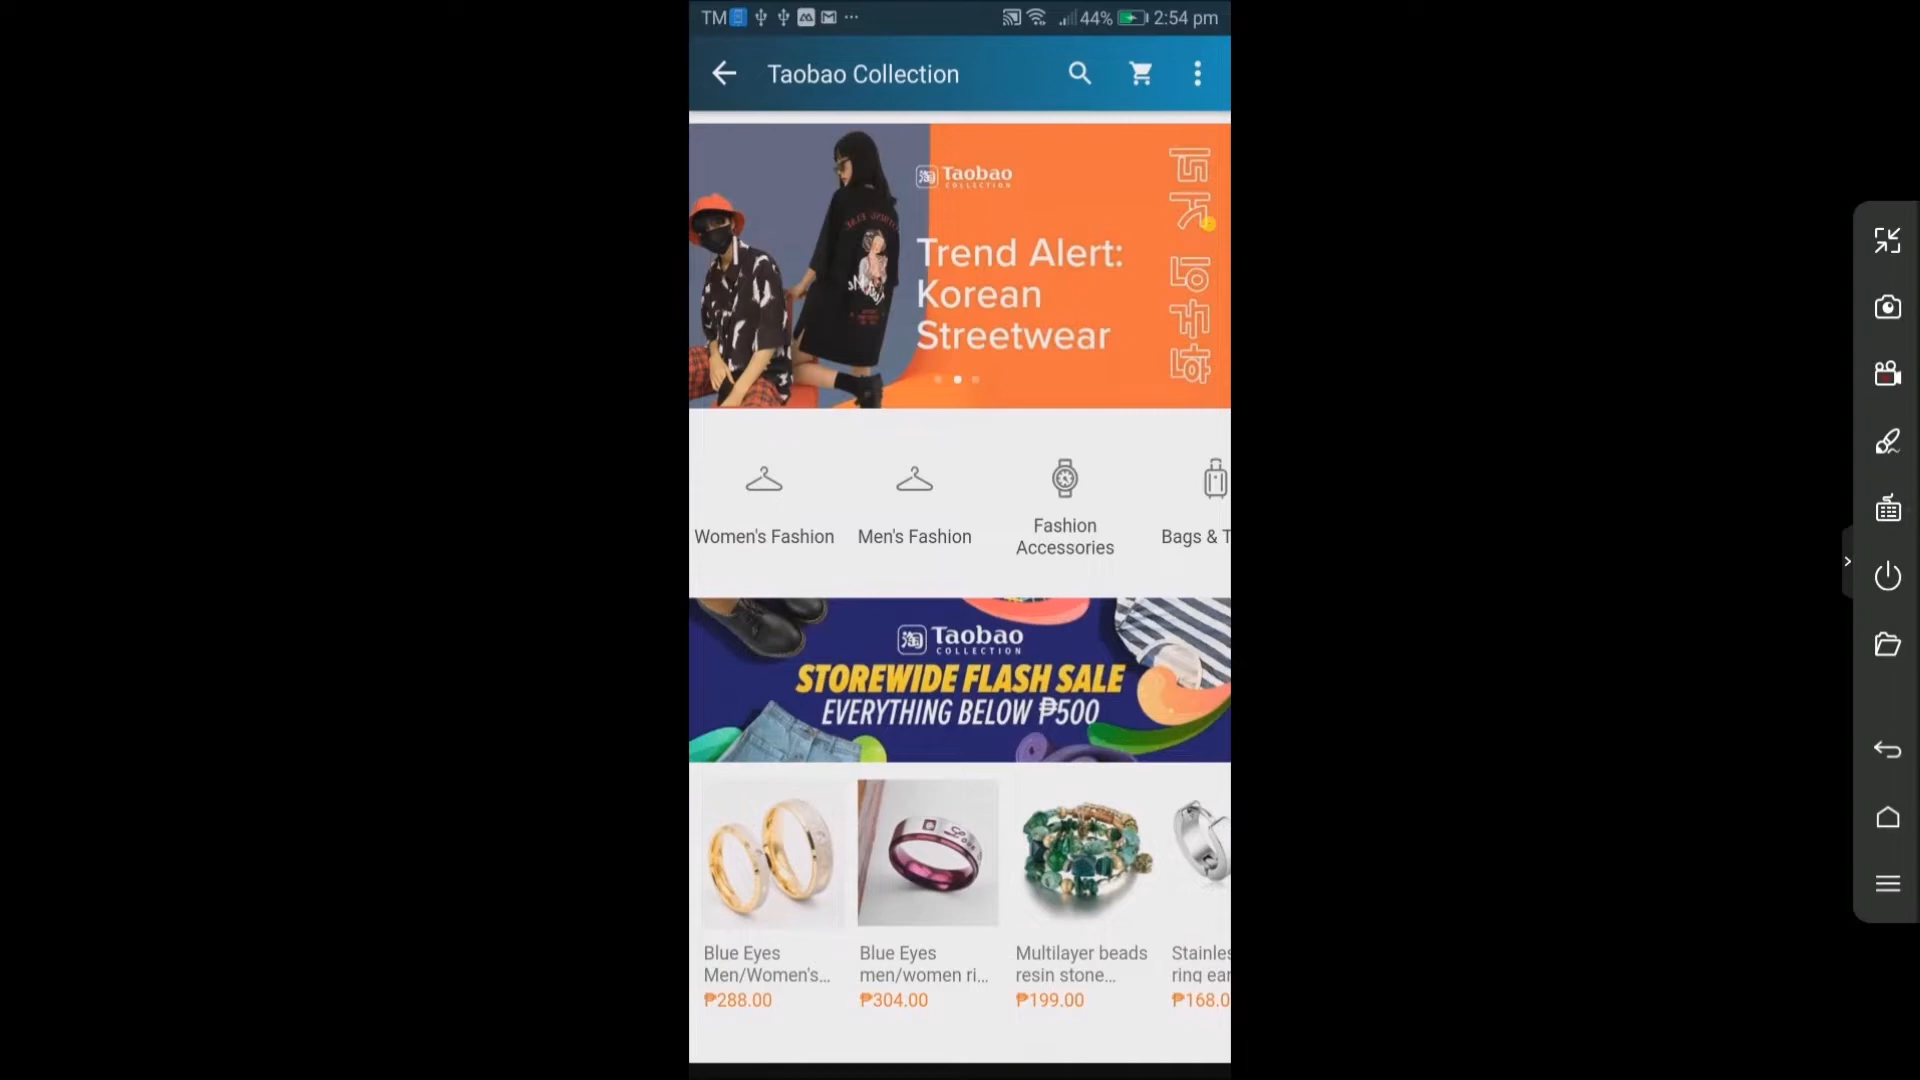 TM 44% 2:54 pm
Taobao Collection
淘 Taobao
COLLECTION
Trend Alert:
Korean
Streetwear
Women's Fashion
Men's Fashion
Fashion
Accessories
Bags & T
淘 Taobao
COLLECTION
STOREWIDE FLASH SALE
EVERYTHING BELOW ₱500
Blue Eyes
Men/Women's...
₱288.00
Blue Eyes
men/women ri...
₱304.00
Multilayer beads
resin stone...
₱199.00
Stainles
ring ear
₱168.0